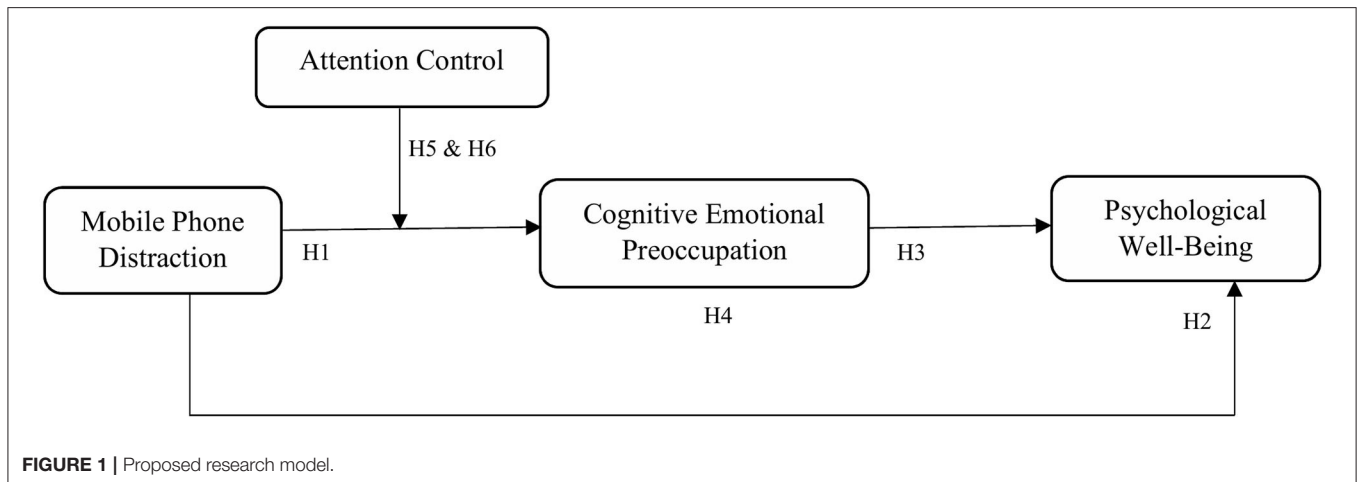 Attention Control
H5 & H6
Mobile Phone
Distraction
H1
Cognitive Emotional
Preoccupation
H3
Psychological
Well-Being
H4
H2
FIGURE 1 | Proposed research model.